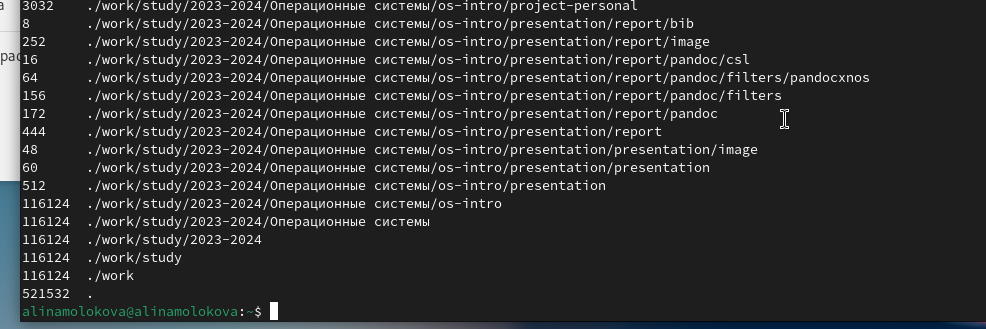 3032    ./work/study/2023-2024/Операционные системы/os-intro/project-personal
8       ./work/study/2023-2024/Операционные системы/os-intro/presentation/report/bib
252     ./work/study/2023-2024/Операционные системы/os-intro/presentation/report/image
16      ./work/study/2023-2024/Операционные системы/os-intro/presentation/report/pandoc/csl
64      ./work/study/2023-2024/Операционные системы/os-intro/presentation/report/pandoc/filters/pandocxnos
156     ./work/study/2023-2024/Операционные системы/os-intro/presentation/report/pandoc/filters
172     ./work/study/2023-2024/Операционные системы/os-intro/presentation/report/pandoc
444     ./work/study/2023-2024/Операционные системы/os-intro/presentation/report
48      ./work/study/2023-2024/Операционные системы/os-intro/presentation/presentation/image
60      ./work/study/2023-2024/Операционные системы/os-intro/presentation/presentation
512     ./work/study/2023-2024/Операционные системы/os-intro/presentation
116124  ./work/study/2023-2024/Операционные системы/os-intro
116124  ./work/study/2023-2024/Операционные системы
116124  ./work/study/2023-2024
116124  ./work/study
116124  ./work
521532  .
alinamolokova@alinamolokova:~$